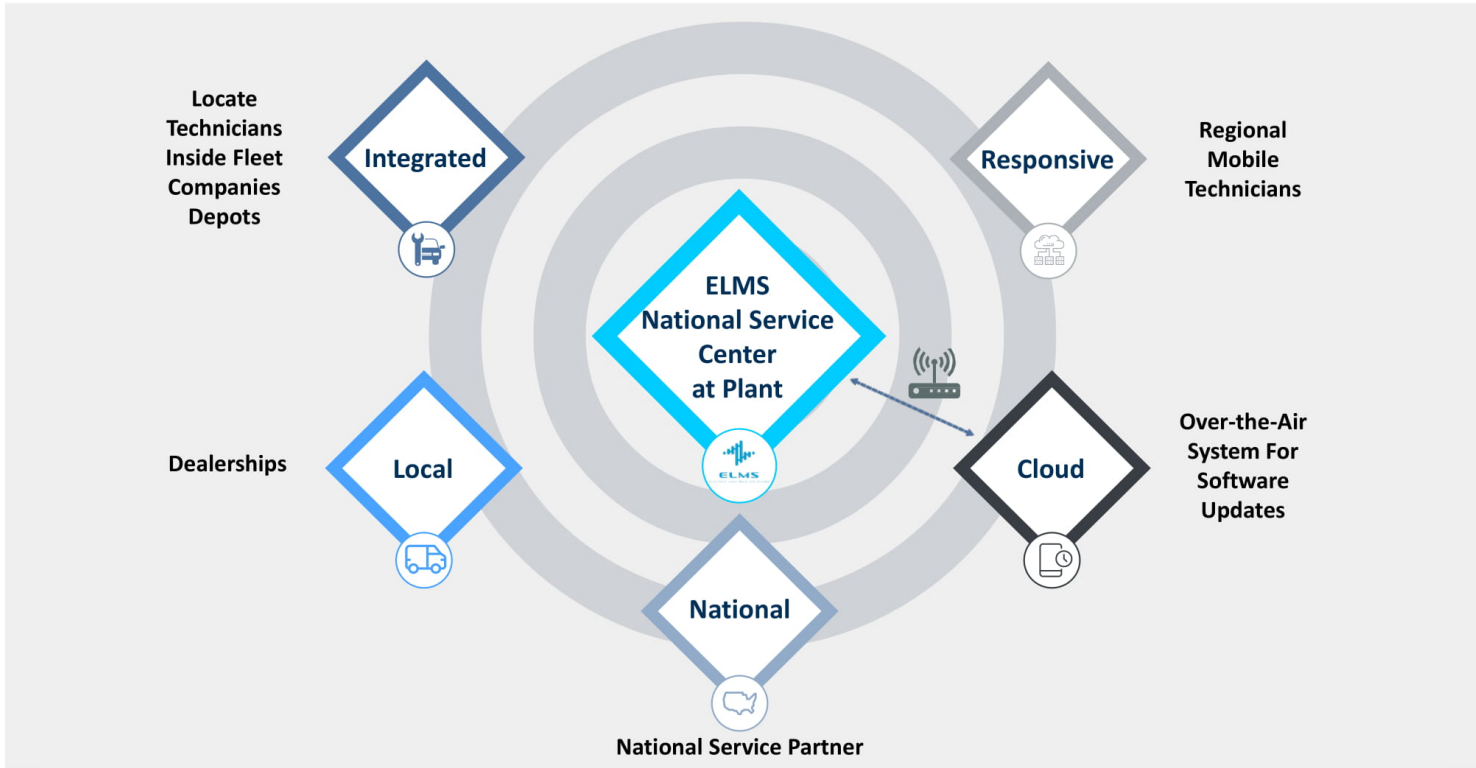 Locate
Technicians
Inside Fleet
Companies
Depots
Integrated
Responsive
Regional
Mobile
Technicians
ELMS
National Service
Center
at Plant
ELMS
Dealerships
Local
Cloud
Over-the-Air
System For
Software
Updates
National
National Service Partner